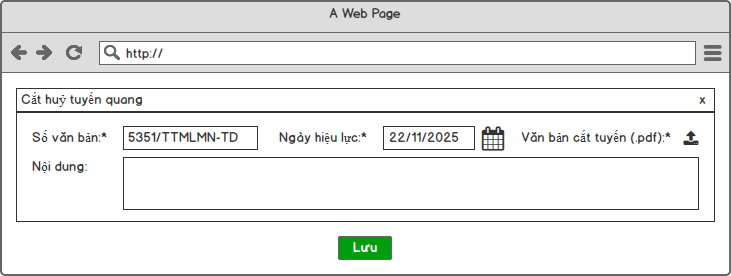 A Web Page
http://
Cắt huỷ tuyến quang x
Số văn bản:* 5351/TTMLMN-TD Ngày hiệu lực:* 22/11/2025 Văn bản cắt tuyến (.pdf):*
Nội dung:
Lưu